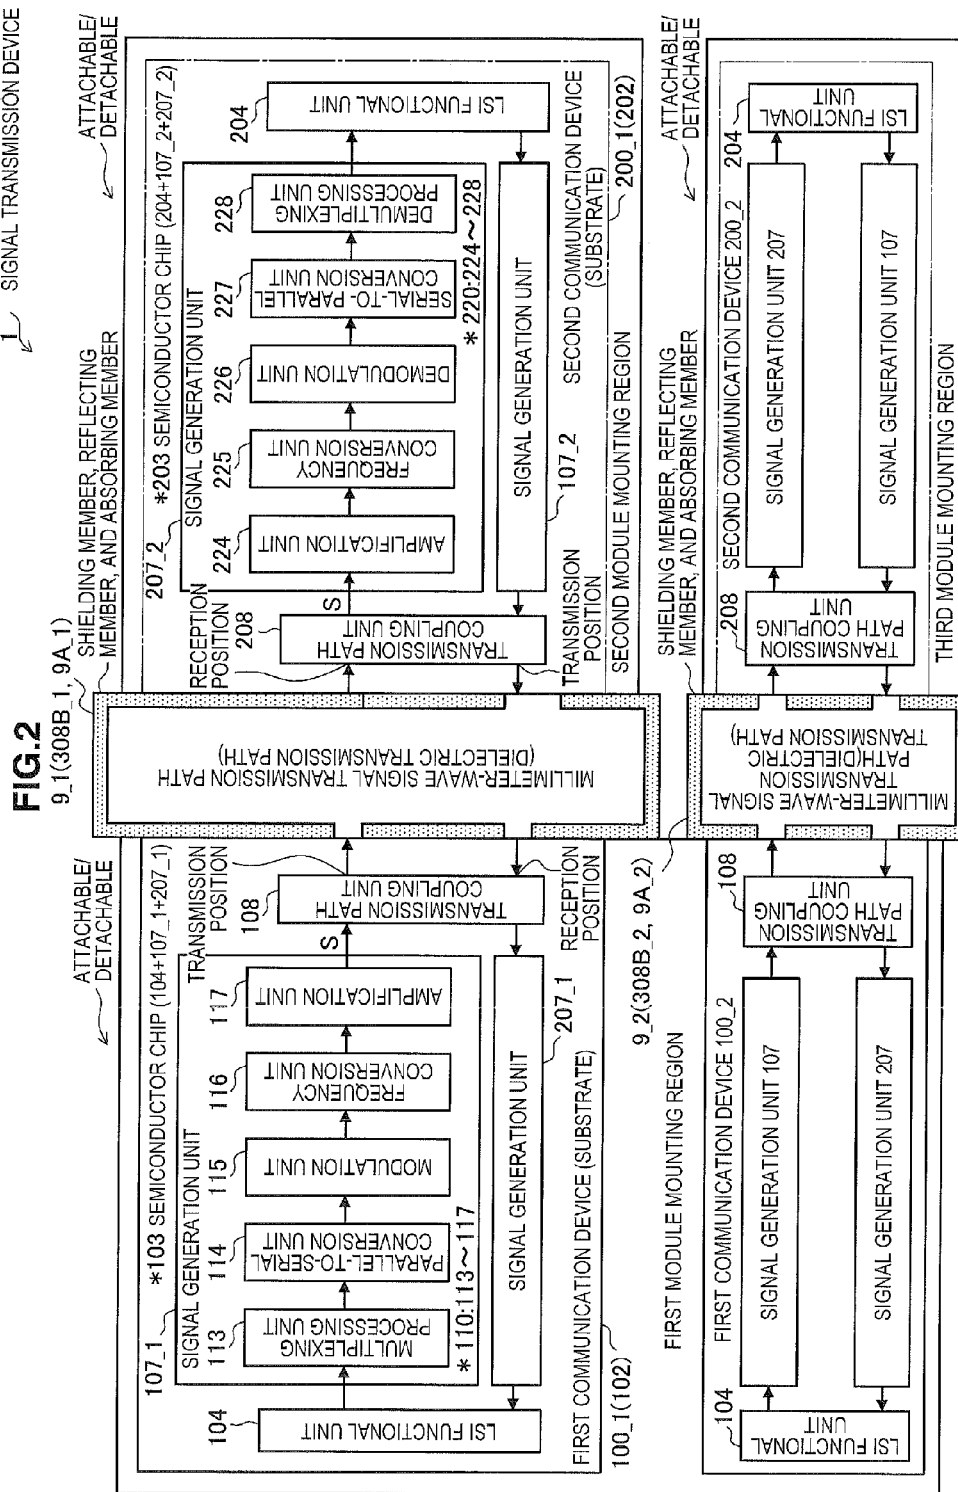 FIG.2
1 SIGNAL TRANSMISSION DEVICE
9_1(308B_1, 9A_1)
SHIELDING MEMBER, REFLECTING
MEMBER, AND ABSORBING MEMBER
ATTACHABLE/
DETACHABLE
ATTACHABLE/
DETACHABLE
107_1
*103 SEMICONDUCTOR CHIP (104+107_1+207_1)
SIGNAL GENERATION UNIT
104
LSI FUNCTIONAL UNIT
113
MULTIPLEXING
PROCESSING UNIT
114
PARALLEL-TO-SERIAL
CONVERSION UNIT
115
MODULATION UNIT
116
FREQUENCY
CONVERSION UNIT
117
AMPLIFICATION UNIT
*110:113~117
S
TRANSMISSION
POSITION
108
TRANSMISSION PATH
COUPLING UNIT
RECEPTION
POSITION
SIGNAL GENERATION UNIT
207_1
FIRST COMMUNICATION DEVICE (SUBSTRATE)
100_1(102)
MILLIMETER-WAVE SIGNAL TRANSMISSION PATH
(DIELECTRIC TRANSMISSION PATH)
207_2
*203 SEMICONDUCTOR CHIP (204+107_2+207_2)
SIGNAL GENERATION UNIT
RECEPTION
POSITION
208
TRANSMISSION PATH
COUPLING UNIT
S
TRANSMISSION
POSITION
224
AMPLIFICATION UNIT
225
FREQUENCY
CONVERSION UNIT
226
DEMODULATION UNIT
227
SERIAL-TO- PARALLEL
CONVERSION UNIT
228
DEMULTIPLEXING
PROCESSING UNIT
*220:224~228
204
LSI FUNCTIONAL UNIT
SIGNAL GENERATION UNIT
107_2
SECOND COMMUNICATION DEVICE
(SUBSTRATE)
200_1(202)
SECOND MODULE MOUNTING REGION
FIRST MODULE MOUNTING REGION
9_2(308B_2, 9A_2)
SHIELDING MEMBER, REFLECTING
MEMBER, AND ABSORBING MEMBER
ATTACHABLE/
DETACHABLE
FIRST COMMUNICATION DEVICE 100_2
104
LSI FUNCTIONAL
UNIT
SIGNAL GENERATION UNIT 107
SIGNAL GENERATION UNIT 207
108
TRANSMISSION
PATH COUPLING
UNIT
MILLIMETER-WAVE SIGNAL
TRANSMISSION
PATH(DIELECTRIC
TRANSMISSION PATH)
208
TRANSMISSION
PATH COUPLING
UNIT
SECOND COMMUNICATION DEVICE 200_2
SIGNAL GENERATION UNIT 207
SIGNAL GENERATION UNIT 107
204
LSI FUNCTIONAL
UNIT
THIRD MODULE MOUNTING REGION